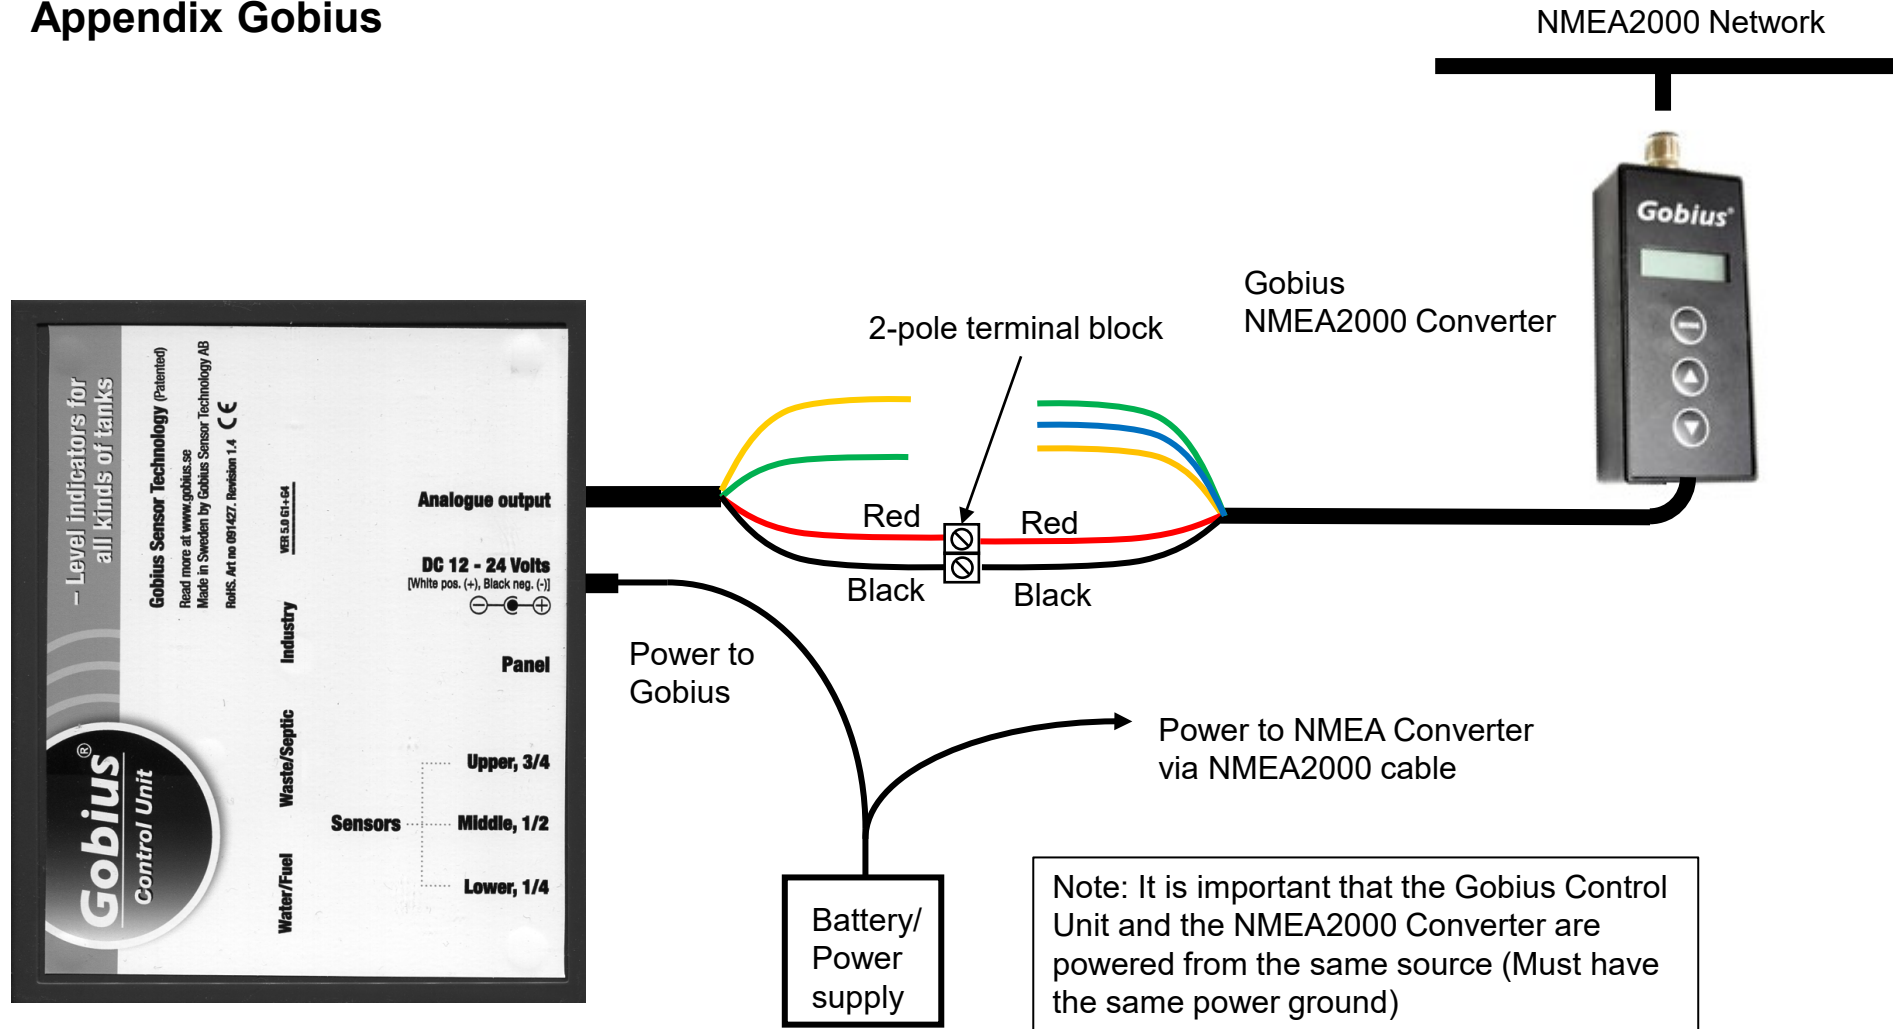 Appendix Gobius
NMEA2000 Network
Gobius®
Gobius
NMEA2000 Converter
2-pole terminal block
Red
Red
Black
Black
– Level indicators for
all kinds of tanks
Gobius Sensor Technology (Patented)
Read more at www.gobius.se
Made in Sweden by Gobius Sensor Technology AB
RoHS. Art no 091427. Revision 1.4 CE
VER 5.0 G1+G4
Industry
Waste/Septic
Water/Fuel
Gobius®
Control Unit
Analogue output
DC 12 - 24 Volts
[White pos. (+), Black neg. (-)]
Panel
Sensors
Upper, 3/4
Middle, 1/2
Lower, 1/4
Power to
Gobius
Power to NMEA Converter
via NMEA2000 cable
Battery/
Power
supply
Note: It is important that the Gobius Control
Unit and the NMEA2000 Converter are
powered from the same source (Must have
the same power ground)